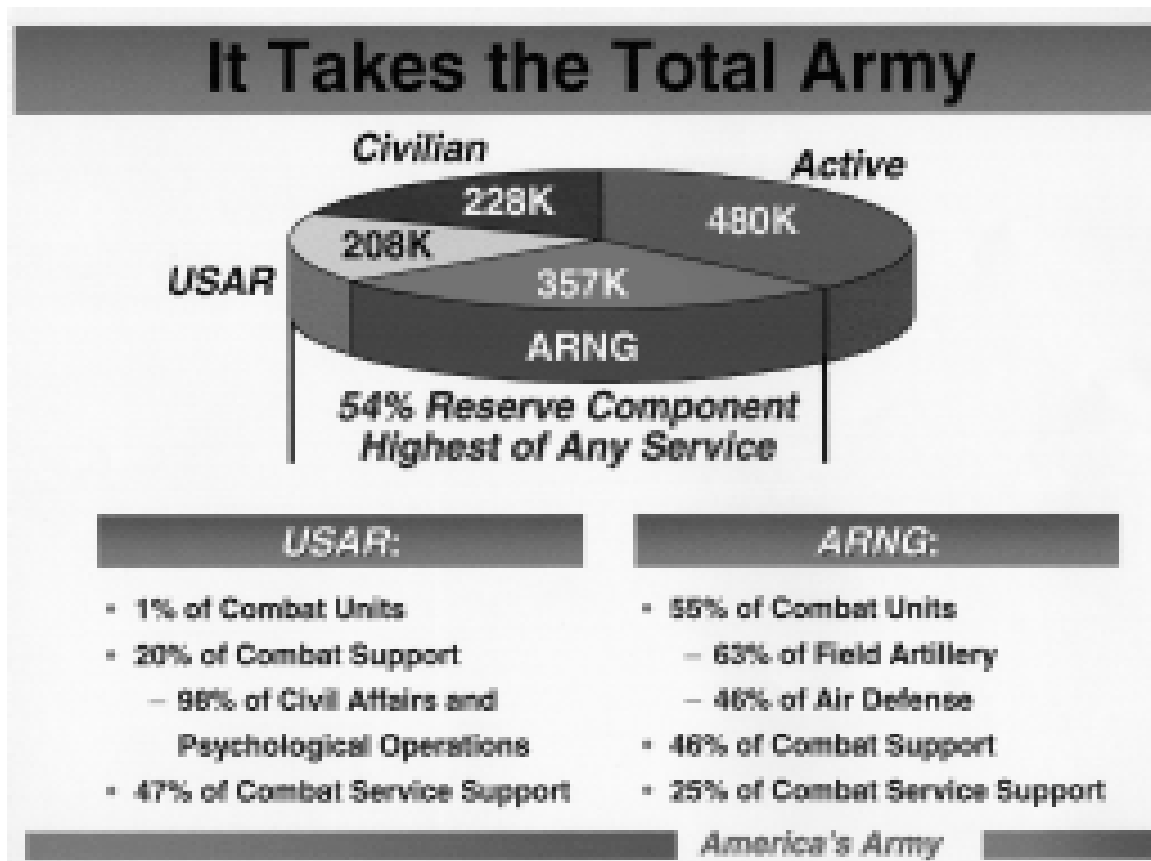 It Takes the Total Army
Civilian
Active
228K
480K
208K
USAR
357K
ARNG
54% Reserve Component
Highest of Any Service
USAR:
• 1% of Combat Units
• 20% of Combat Support
– 98% of Civil Affairs and
Psychological Operations
• 47% of Combat Service Support
ARNG:
• 55% of Combat Units
– 63% of Field Artillery
– 46% of Air Defense
• 46% of Combat Support
• 25% of Combat Service Support
America's Army